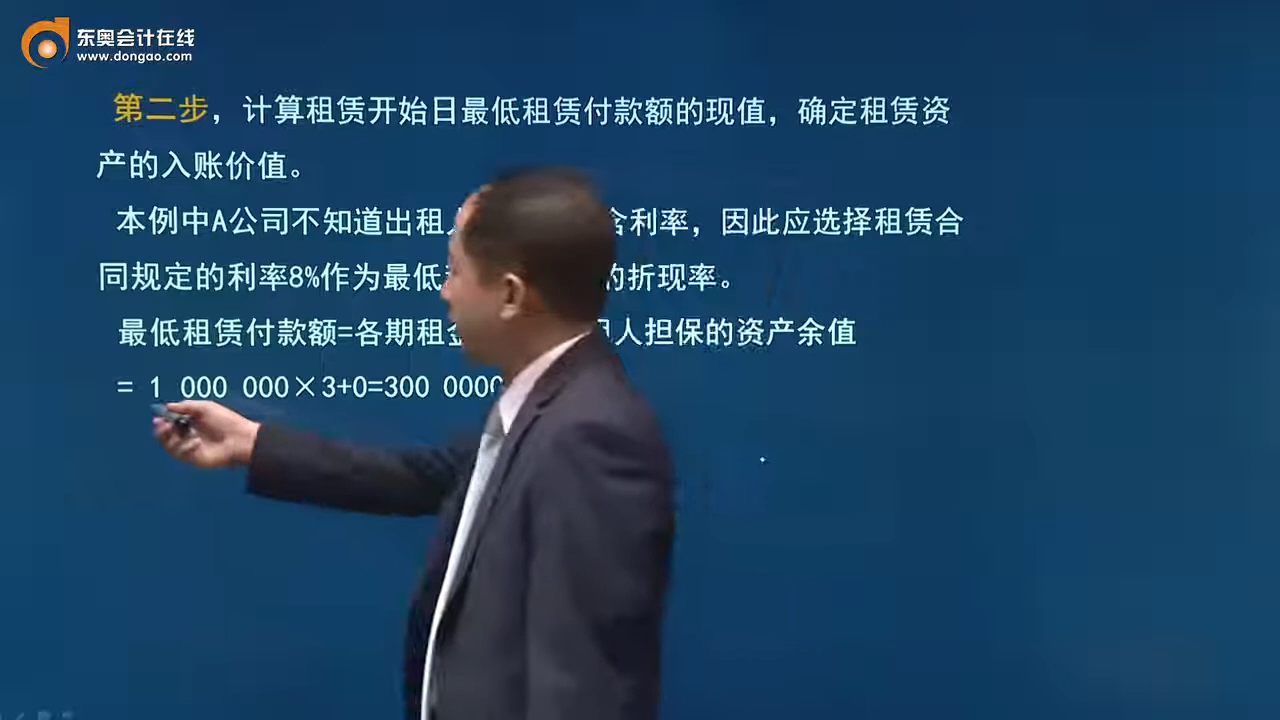 东奥会计在线
www.dongao.com
第二步，计算租赁开始日最低租赁付款额的现值，确定租赁资
产的入账价值。
本例中A公司不知道出租 含利率，因此应选择租赁合
同规定的利率8%作为最低 的折现率。
最低租赁付款额=各期租金 人担保的资产余值
= 1 000 000×3+0=300 0000